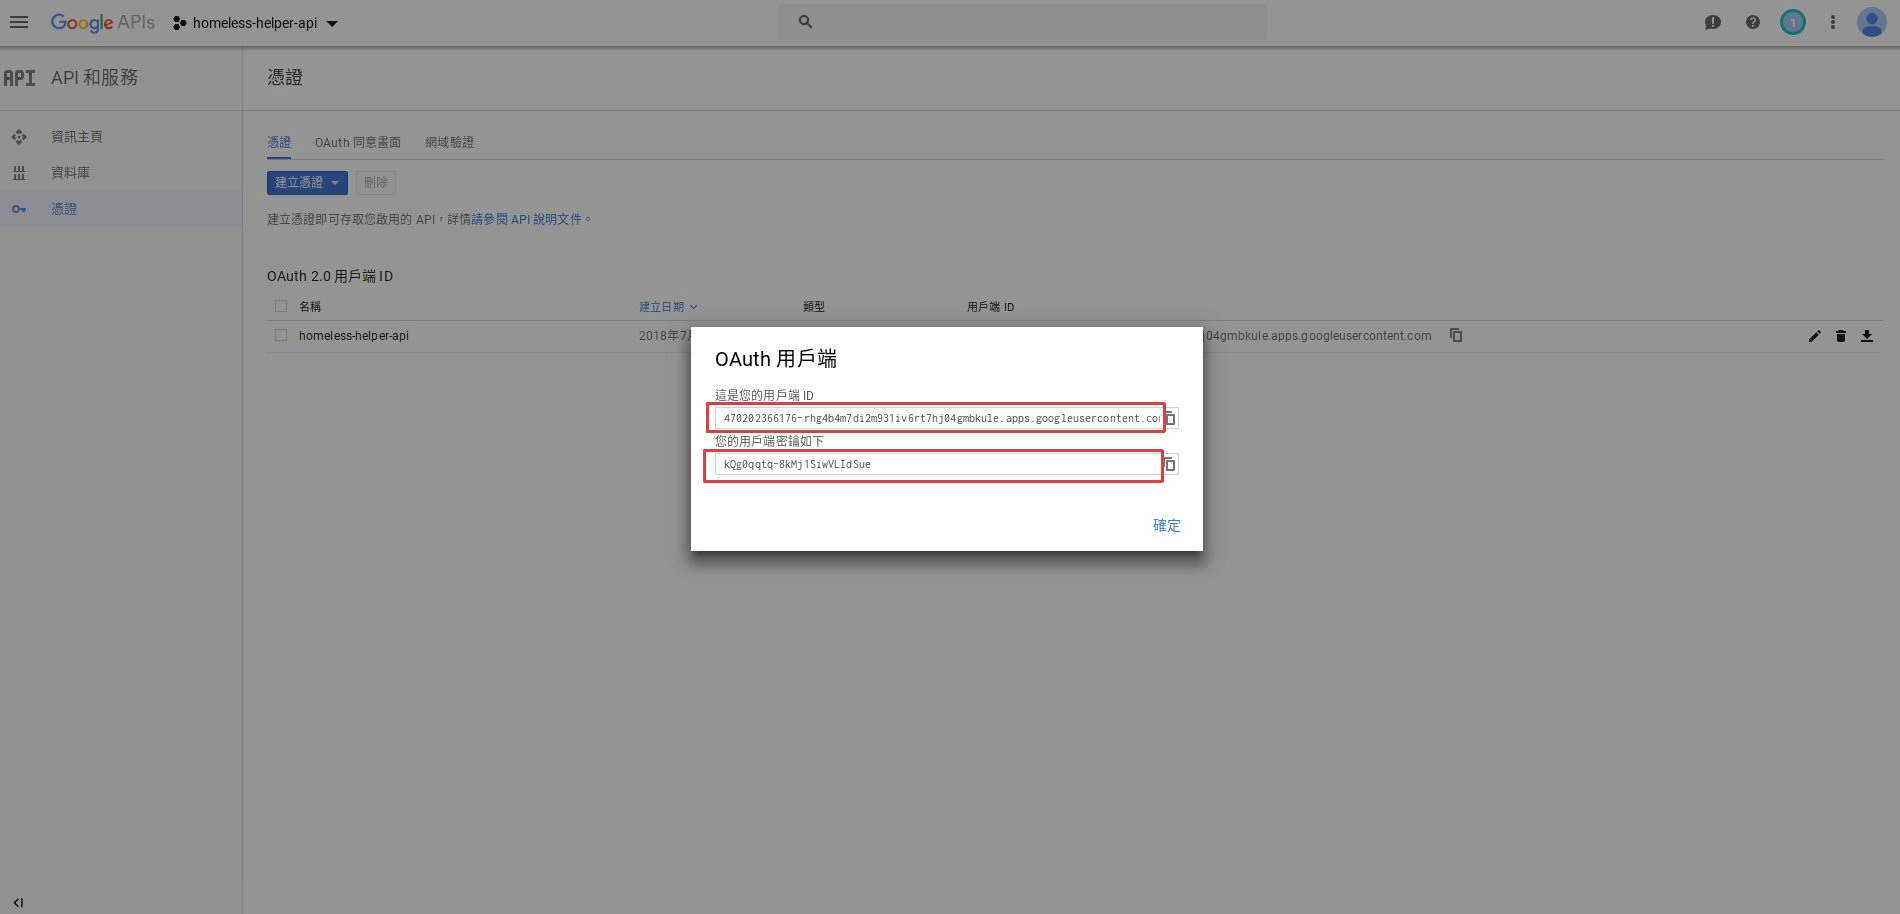 Google APIs homeless-helper-api 1
API API 和服務 憑證
資訊主頁
資料庫
憑證
憑證 OAuth 同意畫面 網域驗證
建立憑證 刪除
建立憑證即可存取您啟用的 API，詳情請參閱 API 說明文件。
OAuth 2.0 用戶端 ID
名稱 建立日期 類型 用戶端 ID
homeless-helper-api 2018年7 j04gmbkule.apps.googleusercontent.com
OAuth 用戶端
這是您的用戶端 ID
470202366176-rhg4b4m7di2m931iv6rt7hj04gmbkule.apps.googleusercontent.co
您的用戶端密鑰如下
kQg0qqtq-8kMj1SiwVLIdSue
確定